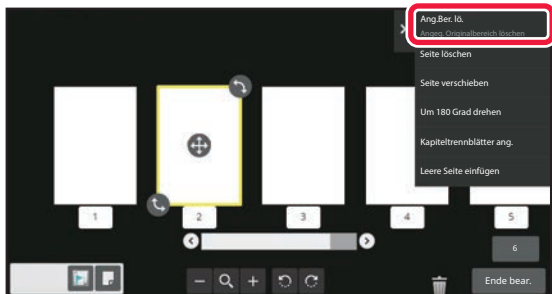 Ang.Ber. lö.
Angeg. Originalbereich löschen
Seite löschen
Seite verschieben
Um 180 Grad drehen
Kapiteltrennblätter ang.
Leere Seite einfügen
1
2
3
4
5
6
Ende bear.